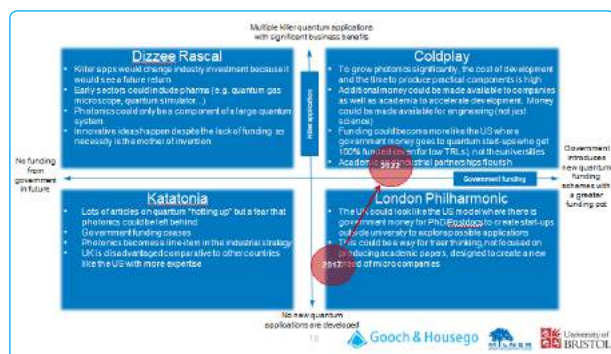 Multiple killer quantum applications
with significant business benefits
Dizzee Rascal
Killer apps would change industry investment because it
would see a future return
Early sectors could include pharma (e.g. quantum gas
microscope, quantum simulator...)
Photonics could only be a component of a large quantum
system
Innovative ideas happen despite the lack of funding as
necessity is the mother of invention
Coldplay
To grow photonics significantly, the cost of development
and the time to produce practical components is high
Additional money could be made available to companies
as well as academia to accelerate development. Money
could be made available for engineering (not just
science)
Funding could become more like the US where
government money goes to quantum start-ups who get
100% funded (even for low TRLs), not the universities
Academic industrial partnerships flourish
Killer application
No funding
from
government
in future
2022
Government funding
Government
introduces
new quantum
funding
schemes with
a greater
funding pot
Katatonia
Lots of articles on quantum "hotting up" but a fear that
photonics could be left behind
Government funding ceases
Photonics becomes a line-item in the industrial strategy
UK is disadvantaged comparative to other countries
like the US with more expertise
London Philharmonic
The UK could look like the US model where there is
government money for PhD/Postdocs to create start-ups
outside university to explore possible applications
This could be a way for freer thinking, not focused on
producing academic papers, designed to create a new
breed of micro companies
2017
No new quantum
applications are developed
Gooch & Housego
University of
BRISTOL